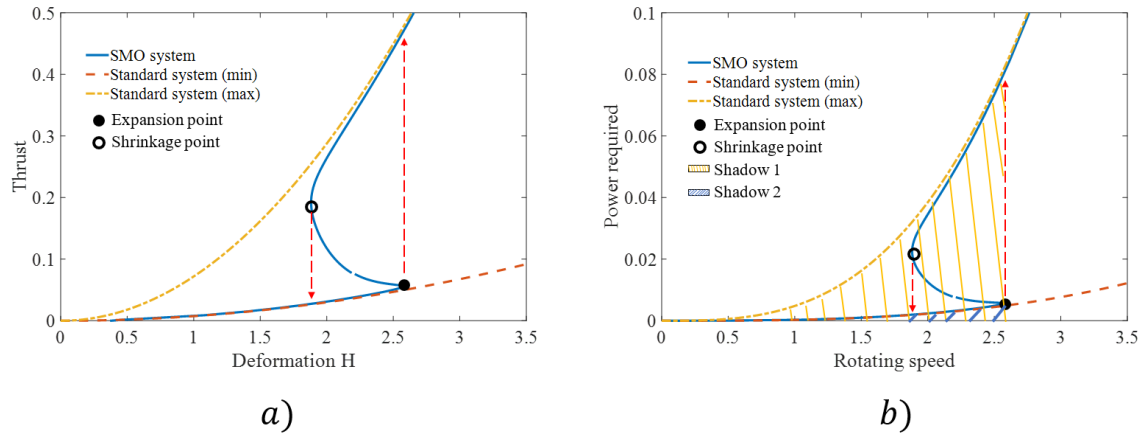 0.5
0.4
0.3
0.2
0.1
0
Thrust
SMO system
Standard system (min)
Standard system (max)
Expansion point
Shrinkage point
0 0.5 1 1.5 2 2.5 3 3.5
Deformation H
a)
0.1
0.08
0.06
0.04
0.02
0
Power required
SMO system
Standard system (min)
Standard system (max)
Expansion point
Shrinkage point
Shadow 1
Shadow 2
0 0.5 1 1.5 2 2.5 3 3.5
Rotating speed
b)